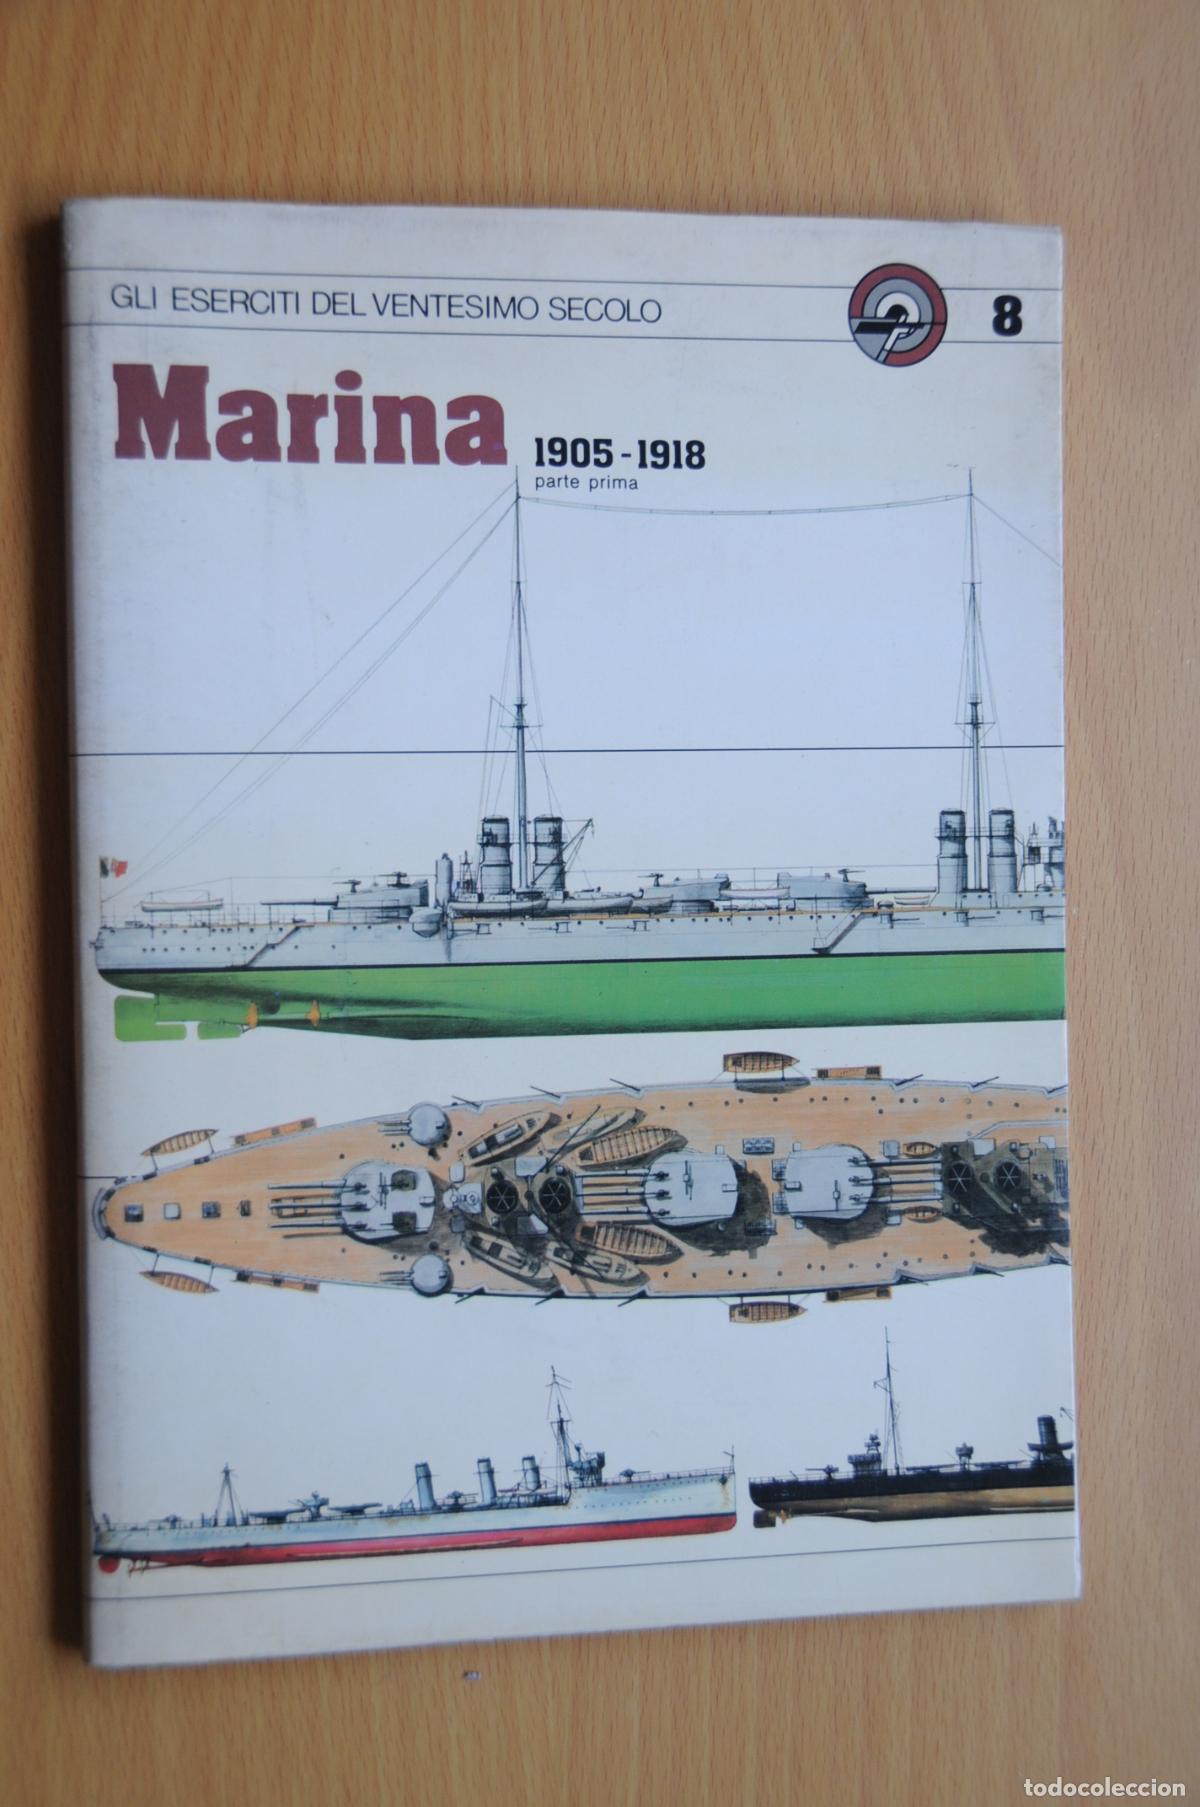 GLI ESERCITI DEL VENTESIMO SECOLO
8
Marina
1905-1918
parte prima
todocoleccion